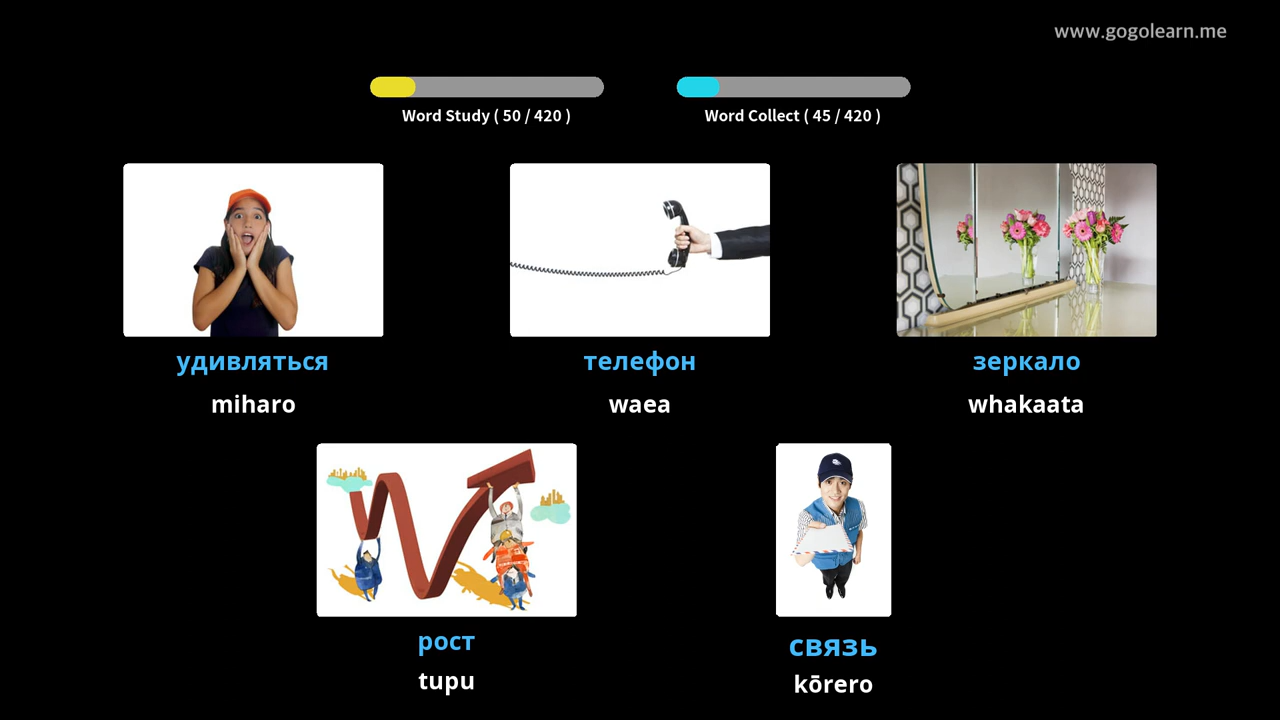 www.gogolearn.me
Word Study ( 50 / 420 )
Word Collect ( 45 / 420 )
удивляться
miharo
телефон
waea
зеркало
whakaata
рост
tupu
связь
kōrero